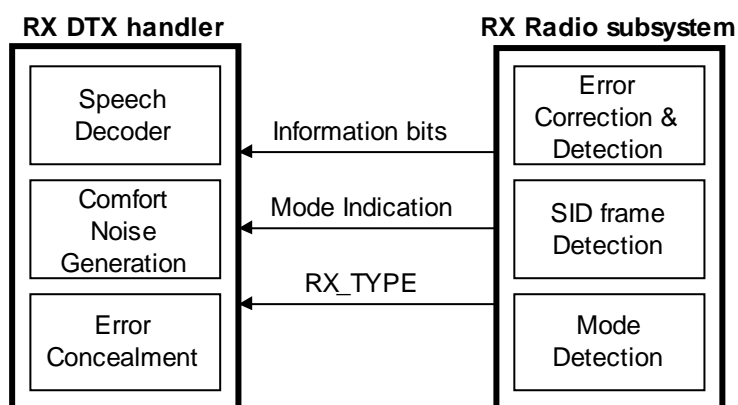 RX DTX handler
RX Radio subsystem
Speech
Decoder
Comfort
Noise
Generation
Error
Concealment
Information bits
Mode Indication
RX_TYPE
Error
Correction &
Detection
SID frame
Detection
Mode
Detection